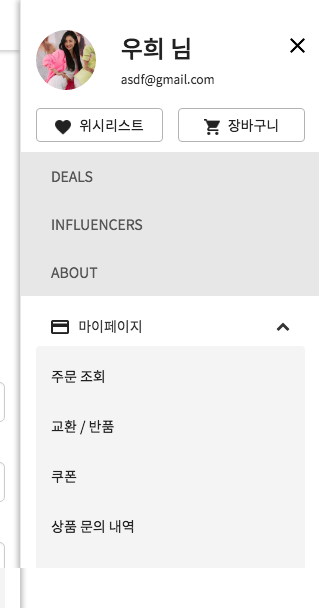 우희 님
asdf@gmail.com
위시리스트
장바구니
DEALS
INFLUENCERS
ABOUT
마이페이지
주문 조회
교환 / 반품
쿠폰
상품 문의 내역